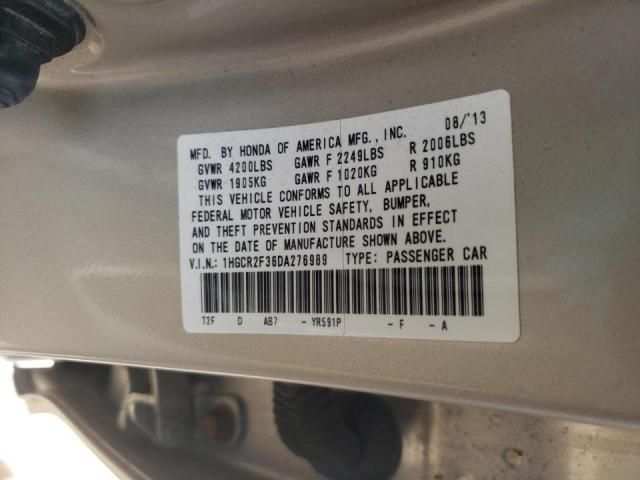 MFD. BY HONDA OF AMERICA MFG., INC. 08/'13
GVWR 4200LBS GAWR F 2249LBS R 2006LBS
GVWR 1905KG GAWR F 1020KG R 910KG
THIS VEHICLE CONFORMS TO ALL APPLICABLE
FEDERAL MOTOR VEHICLE SAFETY, BUMPER,
AND THEFT PREVENTION STANDARDS IN EFFECT
ON THE DATE OF MANUFACTURE SHOWN ABOVE.
V.I.N.: 1HGCR2F36DA276989 TYPE: PASSENGER CAR
T2F D AB7 - YR591P - F - A